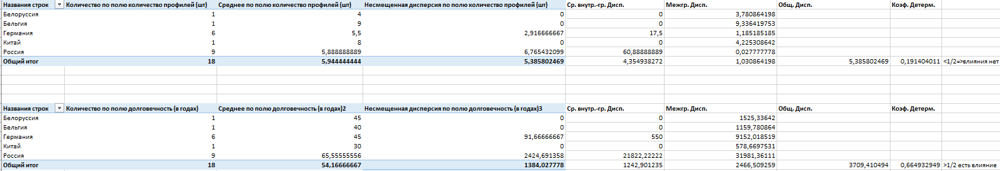 Названия строк Количество по полю количество профилей (шт) Среднее по полю количество профилей (шт) Несмещенная дисперсия по полю количество профилей (шт) Ср. внутр.-гр. Дисп. Межгр. Дисп. Общ. Дисп. Коэф. Детерм.
Белоруссия 1 4 0 0 3,780864198
Бельгия 1 9 0 0 9,336419753
Германия 6 5,5 2,916666667 17,5 1,185185185
Китай 1 8 0 0 4,225308642
Россия 9 5,888888889 6,765432099 60,88888889 0,027777778
Общий итог 18 5,944444444 5,385802469 4,354938272 1,030864198 5,385802469 0,191404011 <1/2=>влияния нет
Названия строк Количество по полю долговечность (в годах) Среднее по полю долговечность (в годах)2 Несмещенная дисперсия по полю долговечность (в годах)3 Ср. внутр.-гр. Дисп. Межгр. Дисп. Общ. Дисп. Коэф. Детерм.
Белоруссия 1 45 0 0 1525,33642
Бельгия 1 40 0 0 1159,780864
Германия 6 45 91,66666667 550 9152,018519
Китай 1 30 0 0 578,6697531
Россия 9 65,55555556 2424,691358 21822,22222 31981,36111
Общий итог 18 54,16666667 1384,027778 1242,901235 2466,509259 3709,410494 0,664932949 >1/2 есть влияние